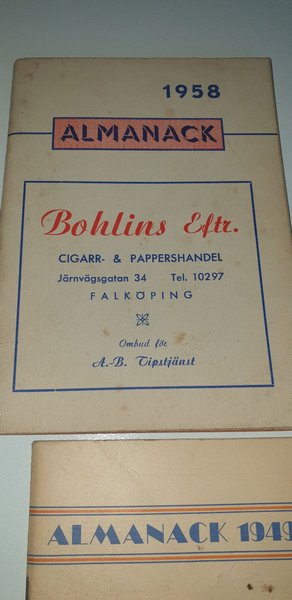 1958
ALMANACK
Bohlins Eftr.
CIGARR- & PAPPERSHANDEL
Järnvägsgatan 34 Tel. 10297
FALKÖPING
Ombud för
A.-B. Tipstjänst
ALMANACK 1949